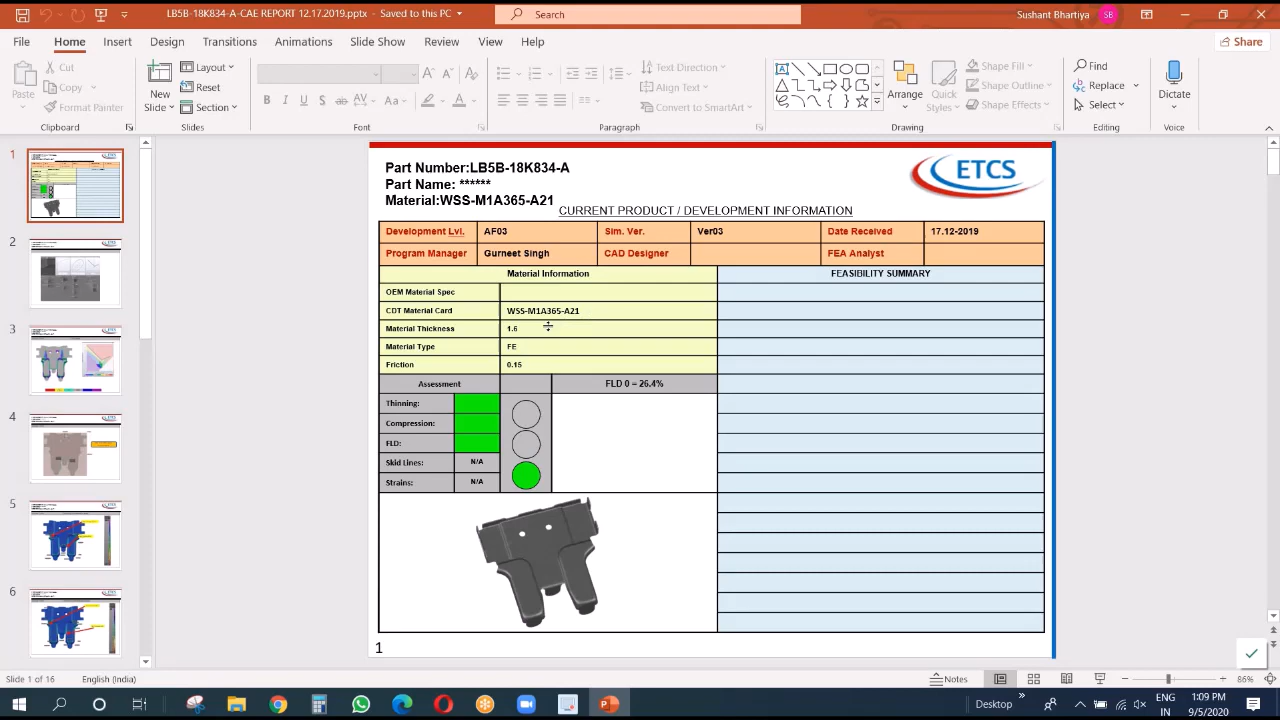 LB5B-18K834-A-CAE REPORT 12.17.2019.pptx - Saved to this PC
Search
Sushant Bhartiya
SB
File
Home
Insert
Design
Transitions
Animations
Slide Show
Review
View
Help
Share
Paste
Cut
Copy
Format Painter
Clipboard
New
Slide
Layout
Reset
Section
Slides
Font
Text Direction
Align Text
Convert to SmartArt
Paragraph
Arrange
Quick
Styles
Shape Fill
Shape Outline
Shape Effects
Drawing
Find
Replace
Select
Editing
Dictate
Voice
1
2
3
4
5
6
Part Number:LB5B-18K834-A
Part Name: ******
Material:WSS-M1A365-A21
ETCS
CURRENT PRODUCT / DEVELOPMENT INFORMATION
Development Lvl. AF03 Sim. Ver. Ver03 Date Received 17.12-2019
Program Manager Gurneet Singh CAD Designer FEA Analyst
Material Information
FEASIBILITY SUMMARY
OEM Material Spec
CDT Material Card WSS-M1A365-A21
Material Thickness 1.6
Material Type FE
Friction 0.15
Assessment FLD 0 = 26.4%
Thinning:
Compression:
FLD:
Skid Lines: N/A
Strains: N/A
1
Slide 1 of 16
English (India)
Notes
86%
W
Desktop
ENG
IN
1:09 PM
9/5/2020